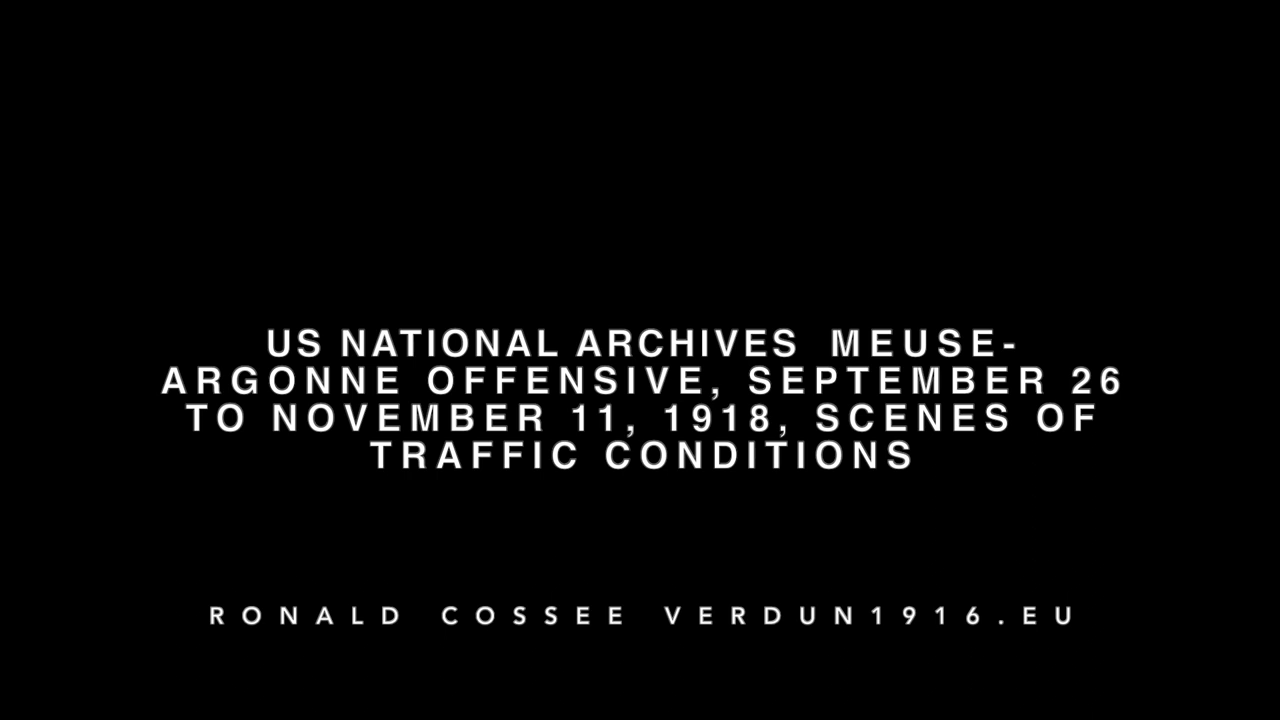 US NATIONAL ARCHIVES  MEUSE-
ARGONNE OFFENSIVE, SEPTEMBER 26
TO NOVEMBER 11, 1918, SCENES OF
TRAFFIC CONDITIONS
RONALD COSSEE VERDUN1916.EU